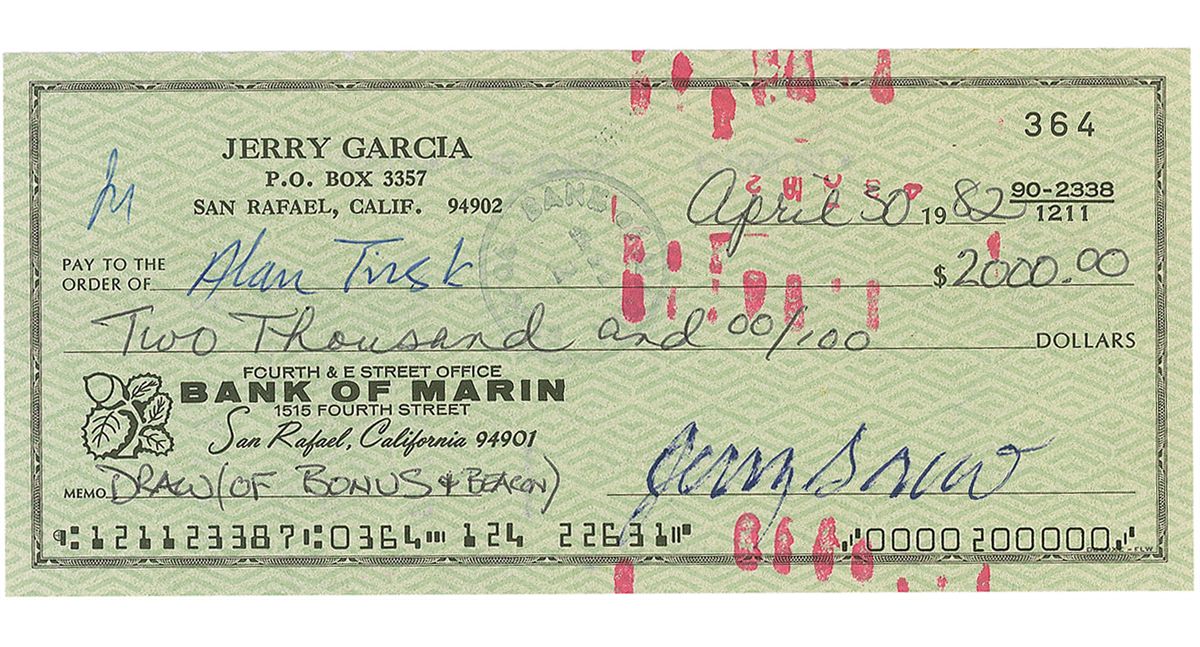 364
JERRY GARCIA
P.O. BOX 3357
SAN RAFAEL, CALIF. 94902
April 30 1982 90-2338
1211
PAY TO THE
ORDER OF Alan Trist $2000.00
Two Thousand and 00/100 DOLLARS
FOURTH & E STREET OFFICE
BANK OF MARIN
1515 FOURTH STREET
San Rafael, California 94901
MEMO DRAW (OF BONUS & BEACON)
Jerry Garcia
⑆121123387⑆0364⑈ 124 22631⑈ ⑇0000200000⑇